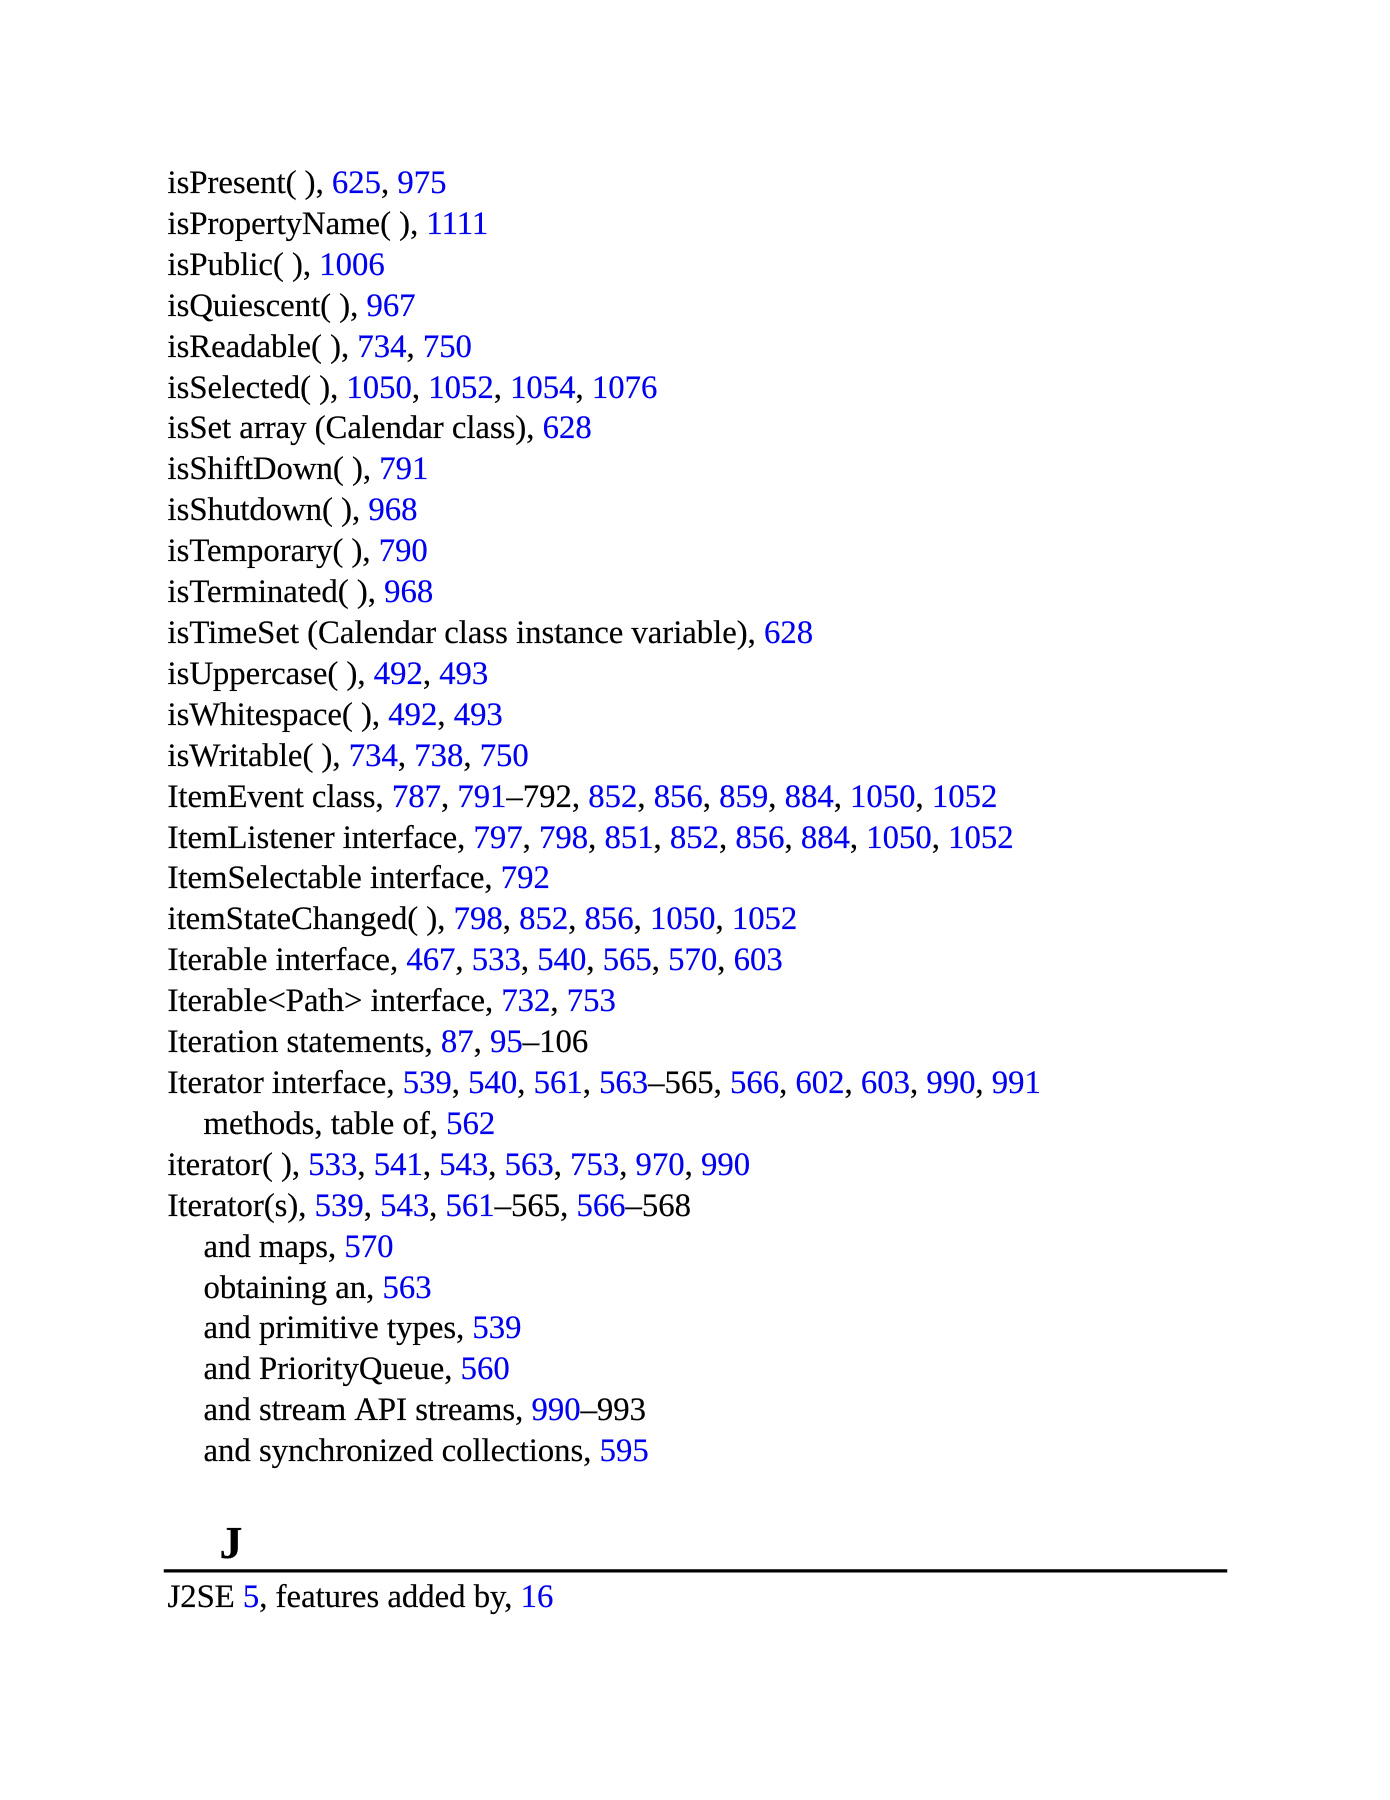 isPresent( ), 625, 975
isPropertyName( ), 1111
isPublic( ), 1006
isQuiescent( ), 967
isReadable( ), 734, 750
isSelected( ), 1050, 1052, 1054, 1076
isSet array (Calendar class), 628
isShiftDown( ), 791
isShutdown( ), 968
isTemporary( ), 790
isTerminated( ), 968
isTimeSet (Calendar class instance variable), 628
isUppercase( ), 492, 493
isWhitespace( ), 492, 493
isWritable( ), 734, 738, 750
ItemEvent class, 787, 791–792, 852, 856, 859, 884, 1050, 1052
ItemListener interface, 797, 798, 851, 852, 856, 884, 1050, 1052
ItemSelectable interface, 792
itemStateChanged( ), 798, 852, 856, 1050, 1052
Iterable interface, 467, 533, 540, 565, 570, 603
Iterable<Path> interface, 732, 753
Iteration statements, 87, 95–106
Iterator interface, 539, 540, 561, 563–565, 566, 602, 603, 990, 991
methods, table of, 562
iterator( ), 533, 541, 543, 563, 753, 970, 990
Iterator(s), 539, 543, 561–565, 566–568
and maps, 570
obtaining an, 563
and primitive types, 539
and PriorityQueue, 560
and stream API streams, 990–993
and synchronized collections, 595
J
J2SE 5, features added by, 16